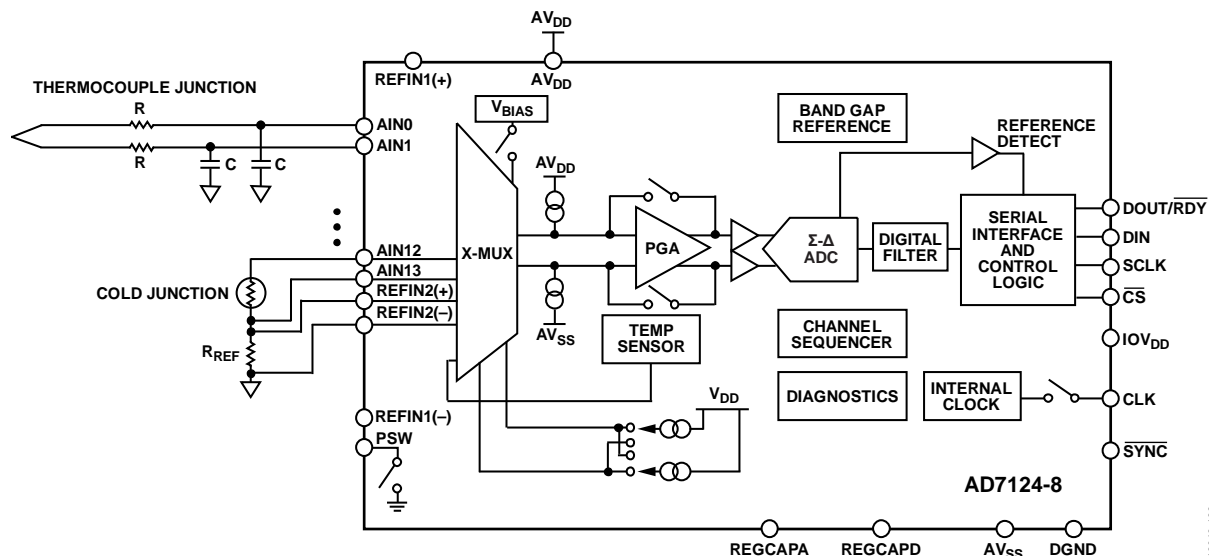 AVDD
AVDD
REFIN1(+)
THERMOCOUPLE JUNCTION
R
R
C
C
AIN0
AIN1
VBIAS
BAND GAP
REFERENCE
REFERENCE
DETECT
AVDD
X-MUX
PGA
Σ-Δ
ADC
DIGITAL
FILTER
SERIAL
INTERFACE
AND
CONTROL
LOGIC
DOUT/RDY
DIN
SCLK
CS
AIN12
AIN13
REFIN2(+)
REFIN2(–)
COLD JUNCTION
RREF
AVSS
TEMP
SENSOR
CHANNEL
SEQUENCER
IOVDD
DIAGNOSTICS
INTERNAL
CLOCK
CLK
VDD
REFIN1(–)
PSW
SYNC
AD7124-8
REGCAPA
REGCAPD
AVSS
DGND